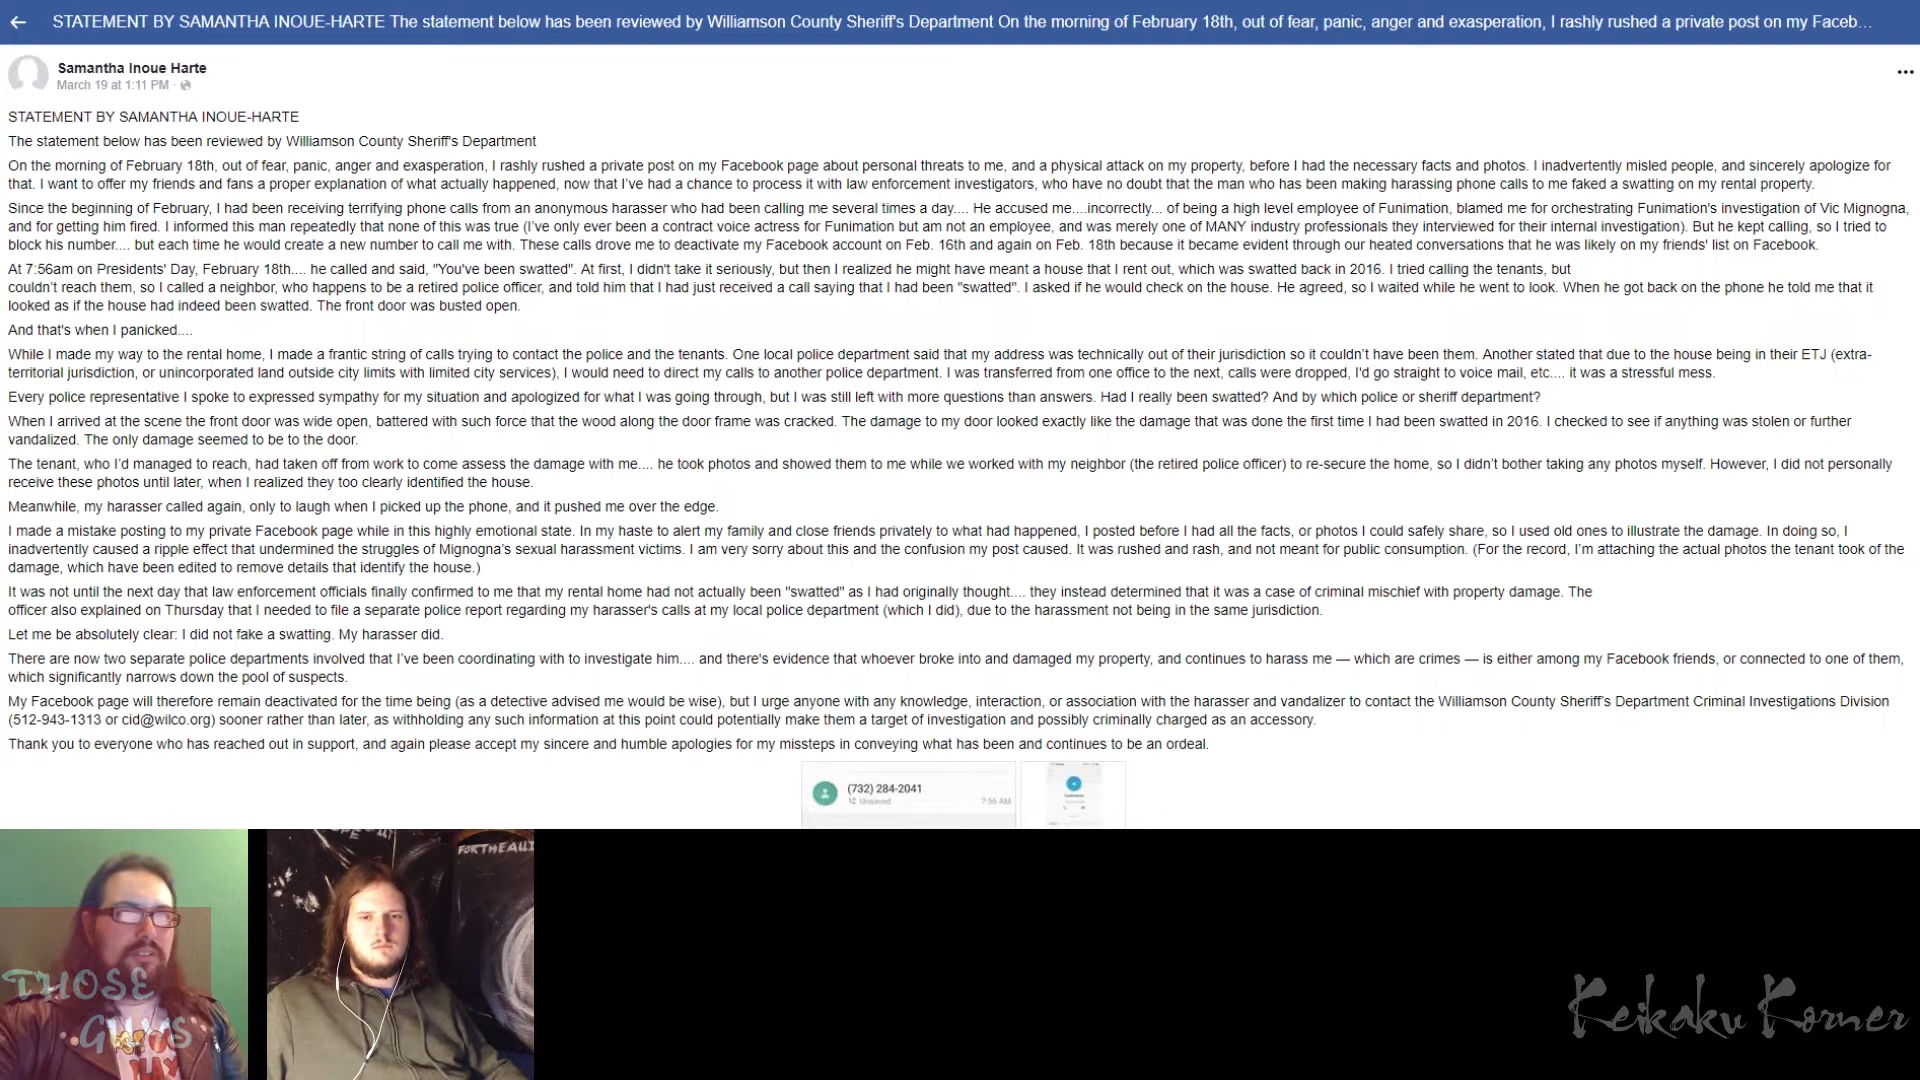 STATEMENT BY SAMANTHA INOUE-HARTE The statement below has been reviewed by Williamson County Sheriff's Department On the morning of February 18th, out of fear, panic, anger and exasperation, I rashly rushed a private post on my Faceb…
Samantha Inoue Harte
March 19 at 1:11 PM ·
STATEMENT BY SAMANTHA INOUE-HARTE
The statement below has been reviewed by Williamson County Sheriff's Department
On the morning of February 18th, out of fear, panic, anger and exasperation, I rashly rushed a private post on my Facebook page about personal threats to me, and a physical attack on my property, before I had the necessary facts and photos. I inadvertently misled people, and sincerely apologize for
that. I want to offer my friends and fans a proper explanation of what actually happened, now that I've had a chance to process it with law enforcement investigators, who have no doubt that the man who has been making harassing phone calls to me faked a swatting on my rental property.
Since the beginning of February, I had been receiving terrifying phone calls from an anonymous harasser who had been calling me several times a day.... He accused me....incorrectly... of being a high level employee of Funimation, blamed me for orchestrating Funimation's investigation of Vic Mignogna,
and for getting him fired. I informed this man repeatedly that none of this was true (I've only ever been a contract voice actress for Funimation but am not an employee, and was merely one of MANY industry professionals they interviewed for their internal investigation). But he kept calling, so I tried to
block his number.... but each time he would create a new number to call me with. These calls drove me to deactivate my Facebook account on Feb. 16th and again on Feb. 18th because it became evident through our heated conversations that he was likely on my friends' list on Facebook.
At 7:56am on Presidents' Day, February 18th.... he called and said, "You've been swatted". At first, I didn't take it seriously, but then I realized he might have meant a house that I rent out, which was swatted back in 2016. I tried calling the tenants, but
couldn't reach them, so I called a neighbor, who happens to be a retired police officer, and told him that I had just received a call saying that I had been "swatted". I asked if he would check on the house. He agreed, so I waited while he went to look. When he got back on the phone he told me that it
looked as if the house had indeed been swatted. The front door was busted open.
And that's when I panicked....
While I made my way to the rental home, I made a frantic string of calls trying to contact the police and the tenants. One local police department said that my address was technically out of their jurisdiction so it couldn't have been them. Another stated that due to the house being in their ETJ (extra-
territorial jurisdiction, or unincorporated land outside city limits with limited city services), I would need to direct my calls to another police department. I was transferred from one office to the next, calls were dropped, I'd go straight to voice mail, etc.... it was a stressful mess.
Every police representative I spoke to expressed sympathy for my situation and apologized for what I was going through, but I was still left with more questions than answers. Had I really been swatted? And by which police or sheriff department?
When I arrived at the scene the front door was wide open, battered with such force that the wood along the door frame was cracked. The damage to my door looked exactly like the damage that was done the first time I had been swatted in 2016. I checked to see if anything was stolen or further
vandalized. The only damage seemed to be to the door.
The tenant, who I'd managed to reach, had taken off from work to come assess the damage with me.... he took photos and showed them to me while we worked with my neighbor (the retired police officer) to re-secure the home, so I didn't bother taking any photos myself. However, I did not personally
receive these photos until later, when I realized they too clearly identified the house.
Meanwhile, my harasser called again, only to laugh when I picked up the phone, and it pushed me over the edge.
I made a mistake posting to my private Facebook page while in this highly emotional state. In my haste to alert my family and close friends privately to what had happened, I posted before I had all the facts, or photos I could safely share, so I used old ones to illustrate the damage. In doing so, I
inadvertently caused a ripple effect that undermined the struggles of Mignogna's sexual harassment victims. I am very sorry about this and the confusion my post caused. It was rushed and rash, and not meant for public consumption. (For the record, I'm attaching the actual photos the tenant took of the
damage, which have been edited to remove details that identify the house.)
It was not until the next day that law enforcement officials finally confirmed to me that my rental home had not actually been "swatted" as I had originally thought.... they instead determined that it was a case of criminal mischief with property damage. The
officer also explained on Thursday that I needed to file a separate police report regarding my harasser's calls at my local police department (which I did), due to the harassment not being in the same jurisdiction.
Let me be absolutely clear: I did not fake a swatting. My harasser did.
There are now two separate police departments involved that I've been coordinating with to investigate him.... and there's evidence that whoever broke into and damaged my property, and continues to harass me — which are crimes — is either among my Facebook friends, or connected to one of them,
which significantly narrows down the pool of suspects.
My Facebook page will therefore remain deactivated for the time being (as a detective advised me would be wise), but I urge anyone with any knowledge, interaction, or association with the harasser and vandalizer to contact the Williamson County Sheriff's Department Criminal Investigations Division
(512-943-1313 or cid@wilco.org) sooner rather than later, as withholding any such information at this point could potentially make them a target of investigation and possibly criminally charged as an accessory.
Thank you to everyone who has reached out in support, and again please accept my sincere and humble apologies for my missteps in conveying what has been and continues to be an ordeal.
(732) 284-2041
Unsaved 7:56 AM
FORTHEALLI
THOSE
GUYS
Keikaku Korner